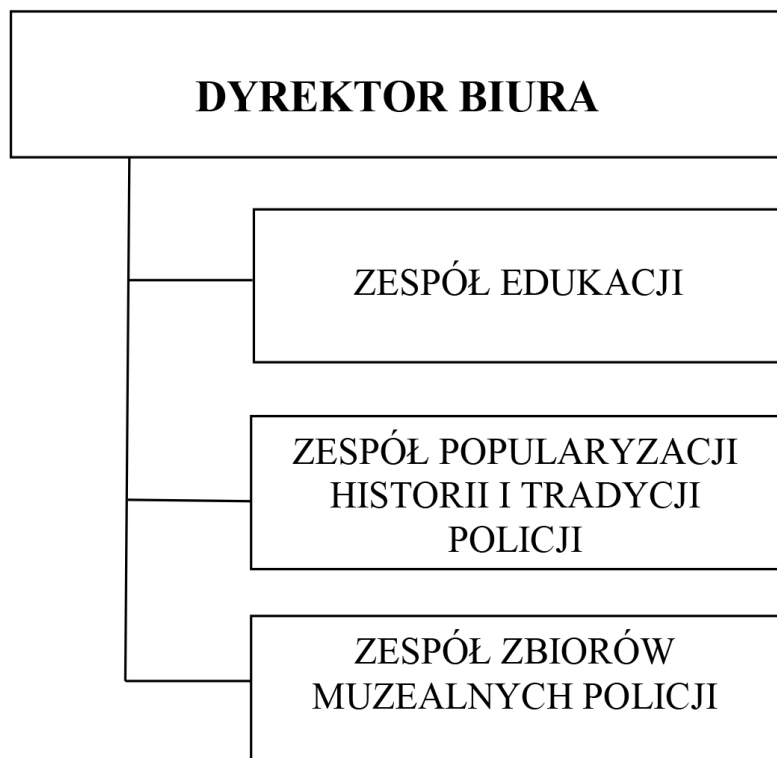 DYREKTOR BIURA
ZESPÓŁ EDUKACJI
ZESPÓŁ POPULARYZACJI
HISTORII I TRADYCJI
POLICJI
ZESPÓŁ ZBIORÓW
MUZEALNYCH POLICJI